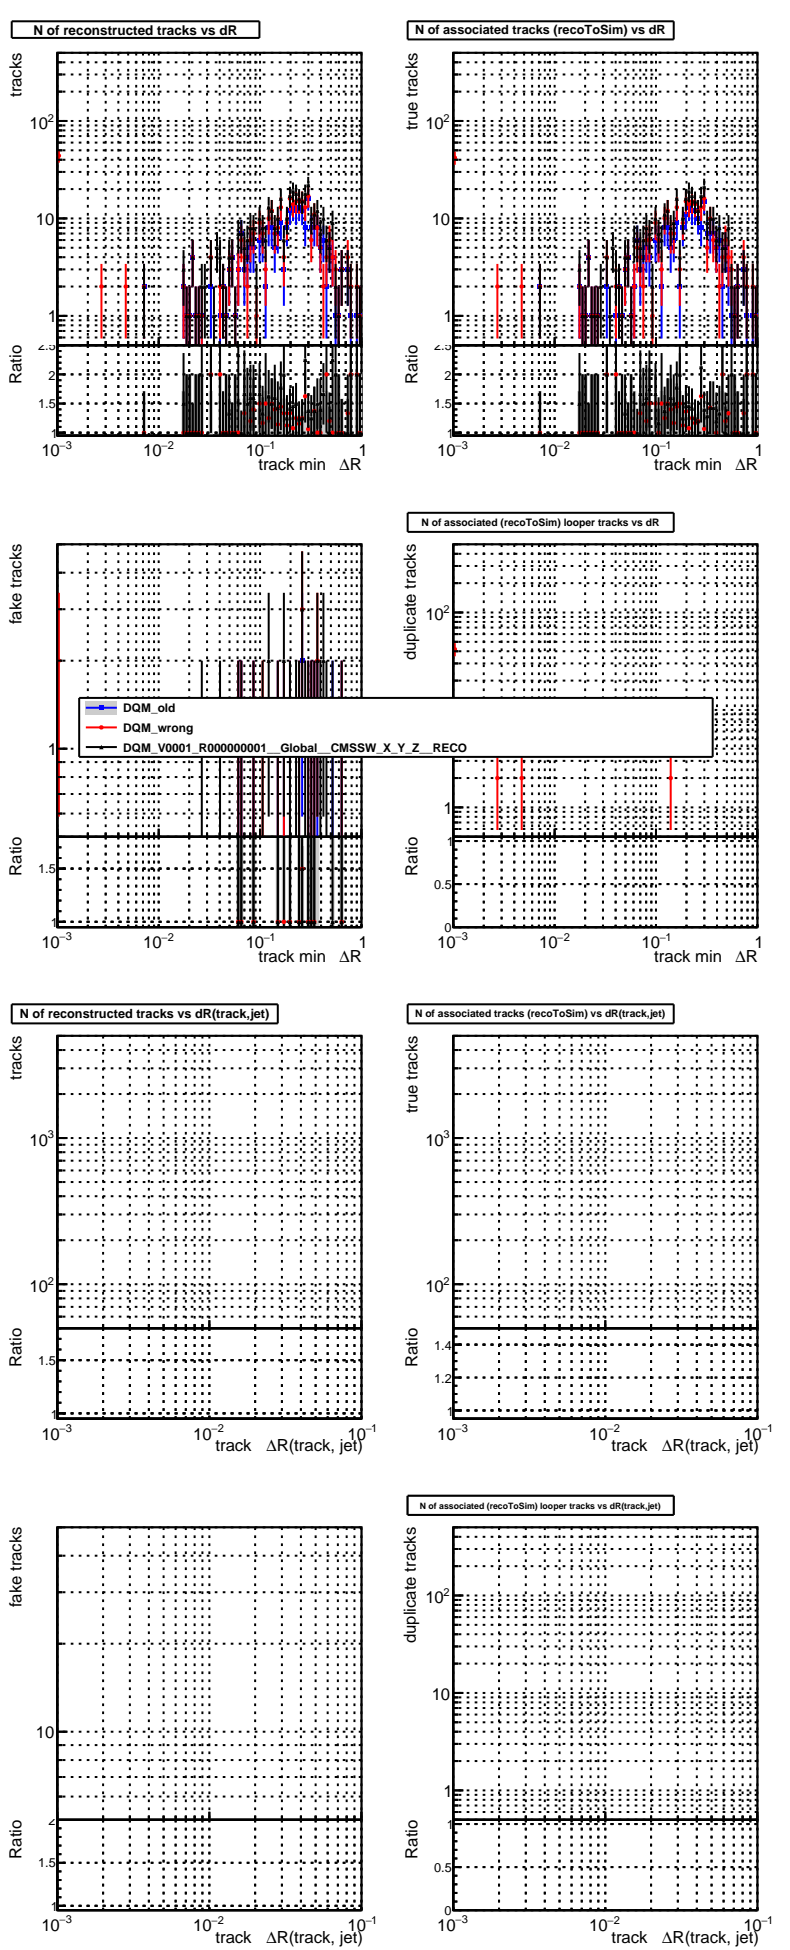 N of reconstructed tracks vs dR
tracks
10²
10
1
Ratio
2.5
2
1.5
1
10⁻³ 10⁻² 10⁻¹ 1
track min ΔR
N of associated tracks (recoToSim) vs dR
true tracks
10²
10
1
Ratio
2.5
2
1.5
1
10⁻³ 10⁻² 10⁻¹ 1
track min ΔR
fake tracks
1
Ratio
1.5
1
10⁻³ 10⁻² 10⁻¹ 1
track min ΔR
N of associated (recoToSim) looper tracks vs dR
duplicate tracks
10²
1
Ratio
1
0.5
0
10⁻³ 10⁻² 10⁻¹ 1
track min ΔR
DQM_old
DQM_wrong
DQM_V0001_R000000001__Global__CMSSW_X_Y_Z__RECO
N of reconstructed tracks vs dR(track,jet)
tracks
10³
10²
Ratio
1.5
1
10⁻³ 10⁻² 10⁻¹
track ΔR(track, jet)
N of associated tracks (recoToSim) vs dR(track,jet)
true tracks
10³
10²
Ratio
1.4
1.2
1
10⁻³ 10⁻² 10⁻¹
track ΔR(track, jet)
fake tracks
10
Ratio
2
1.5
1
10⁻³ 10⁻² 10⁻¹
track ΔR(track, jet)
N of associated (recoToSim) looper tracks vs dR(track,jet)
duplicate tracks
10²
10
1
Ratio
1
0.5
0
10⁻³ 10⁻² 10⁻¹
track ΔR(track, jet)